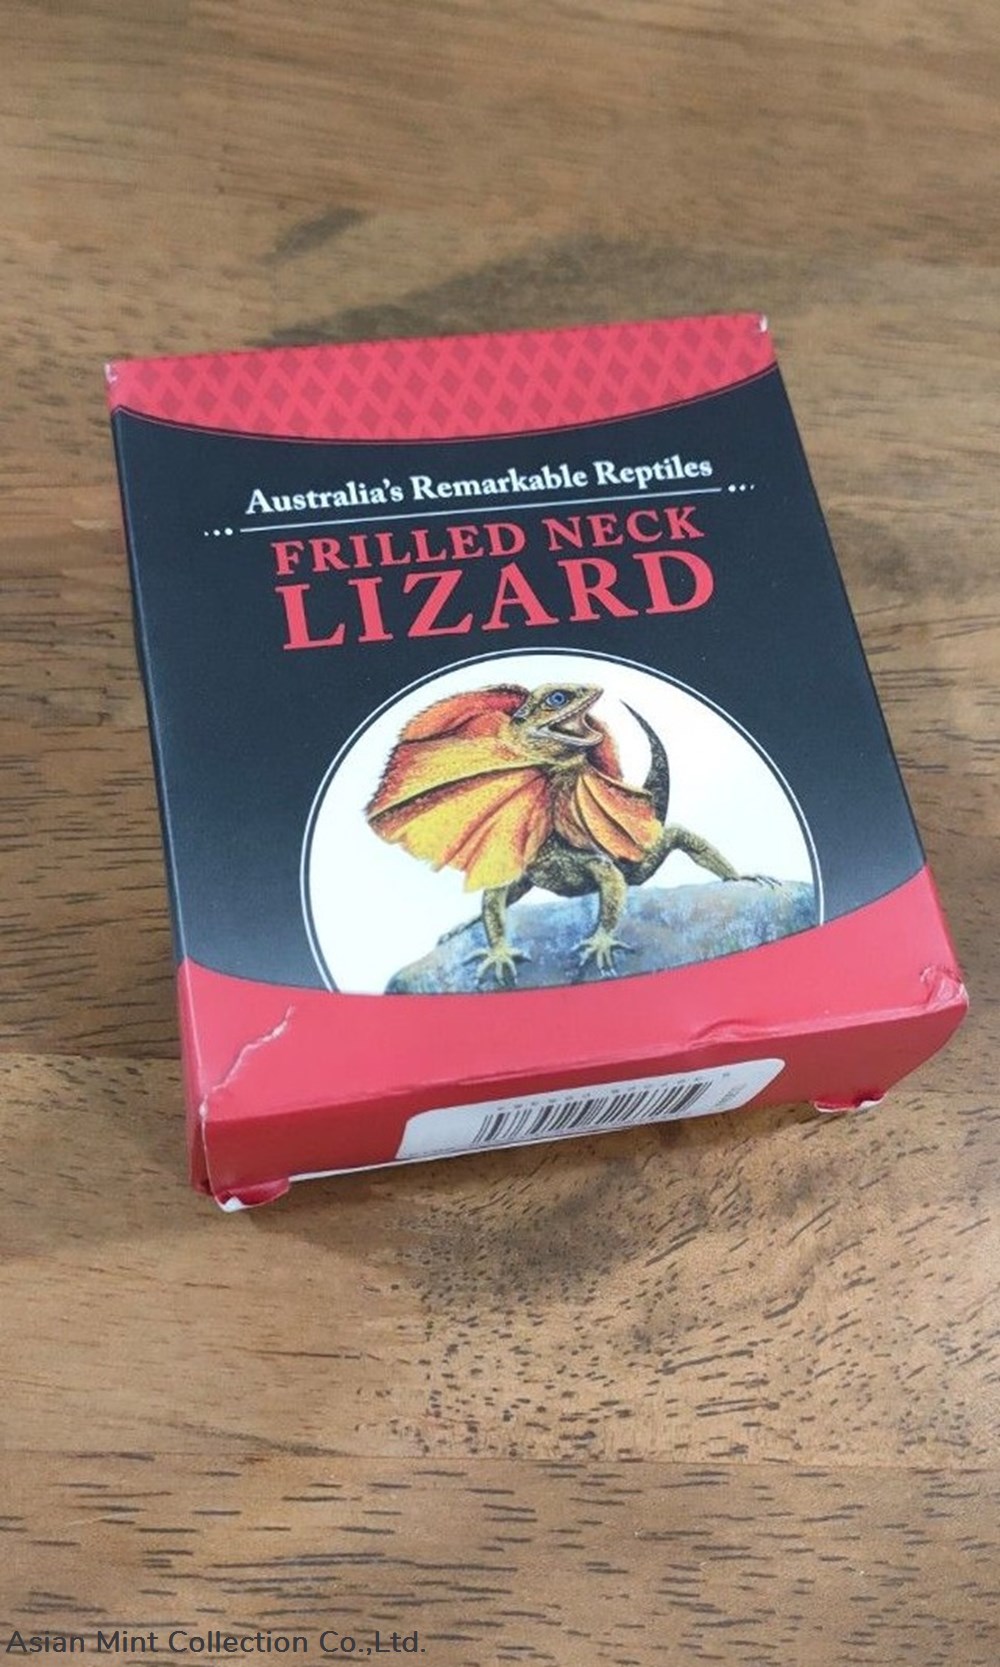 Australia's Remarkable Reptiles
FRILLED NECK
LIZARD
Asian Mint Collection Co.,Ltd.